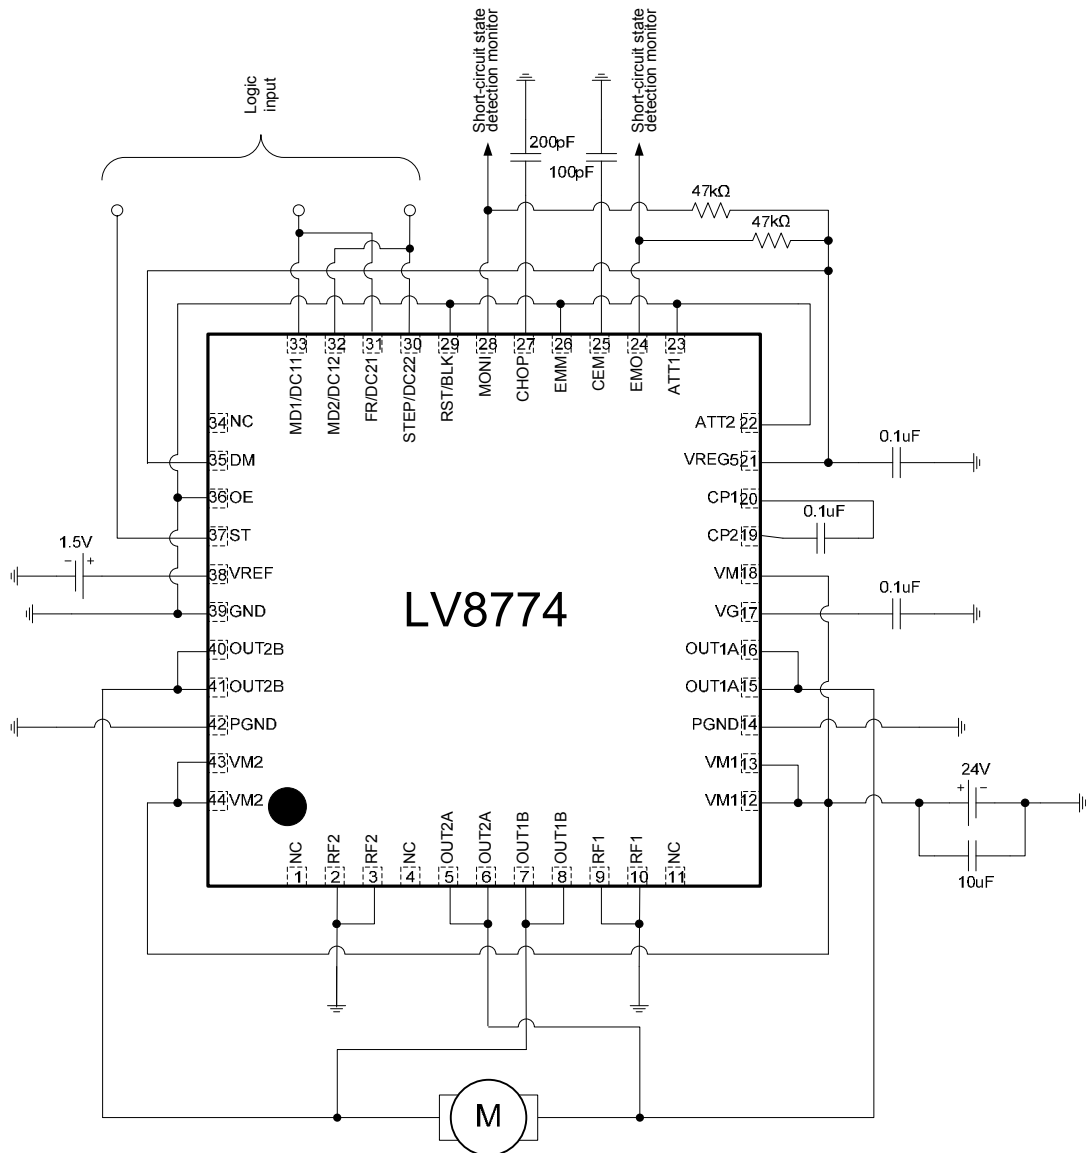 Logic
input
Short-circuit state
detection monitor
Short-circuit state
detection monitor
200pF
100pF
47kΩ
47kΩ
33
32
31
30
29
28
27
26
25
24
23
MD1/DC11
MD2/DC12
FR/DC21
STEP/DC22
RST/BLK
MONI
CHOP
EMM
CEM
EMO
ATT1
34 NC
ATT2 22
35 DM
VREG5 21
0.1uF
36 OE
CP1 20
37 ST
CP2 19
0.1uF
1.5V
- +
38 VREF
VM 18
39 GND
LV8774
VG 17
0.1uF
40 OUT2B
OUT1A 16
41 OUT2B
OUT1A 15
42 PGND
PGND 14
43 VM2
VM1 13
44 VM2
VM1 12
24V
+ -
10uF
NC
RF2
RF2
NC
OUT2A
OUT2A
OUT1B
OUT1B
RF1
RF1
NC
1
2
3
4
5
6
7
8
9
10
11
M